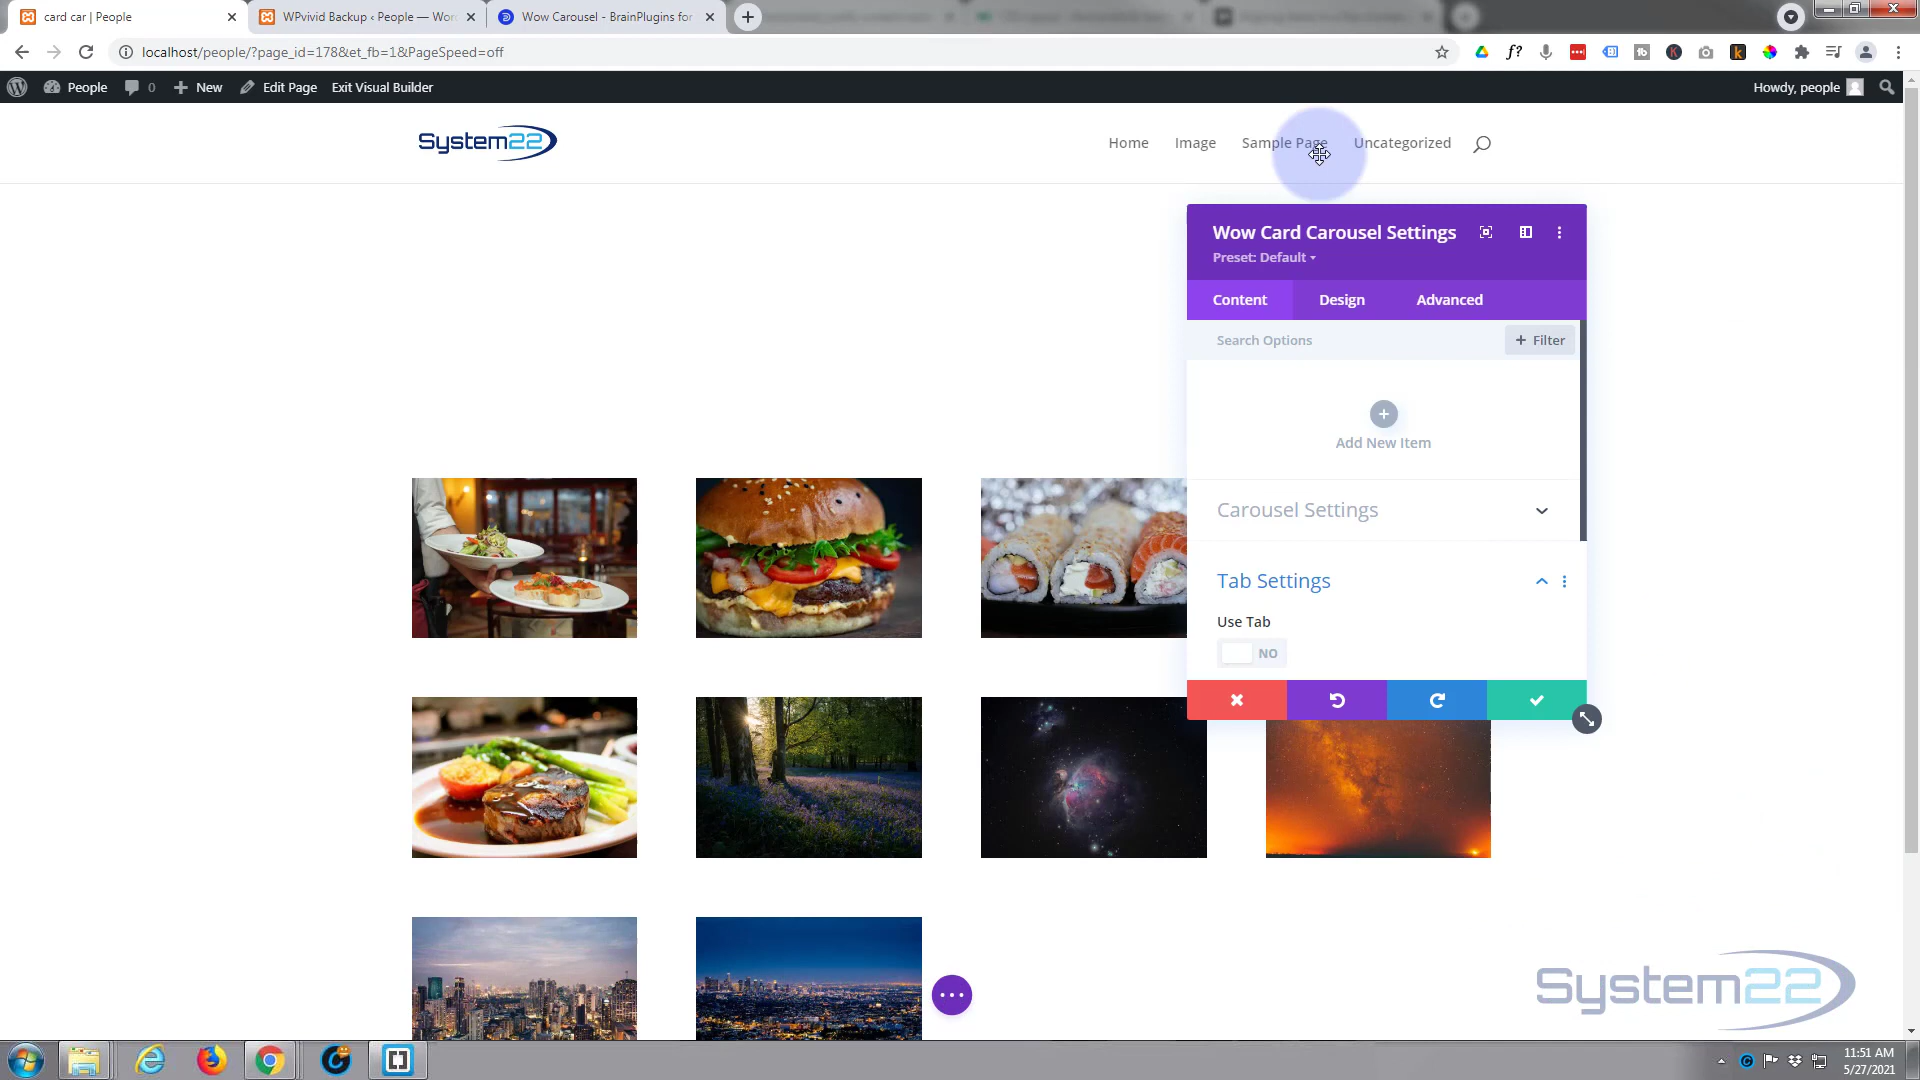 card car | People
WPvivid Backup ‹ People — Wor
Wow Carousel - BrainPlugins for
localhost/people/?page_id=178&et_fb=1&PageSpeed=off
People
0
New
Edit Page
Exit Visual Builder
Howdy, people
System22
Home
Image
Sample Page
Uncategorized
Wow Card Carousel Settings
Preset: Default
Content
Design
Advanced
Search Options
+ Filter
Add New Item
Carousel Settings
Tab Settings
Use Tab
NO
System22
11:51 AM
5/27/2021